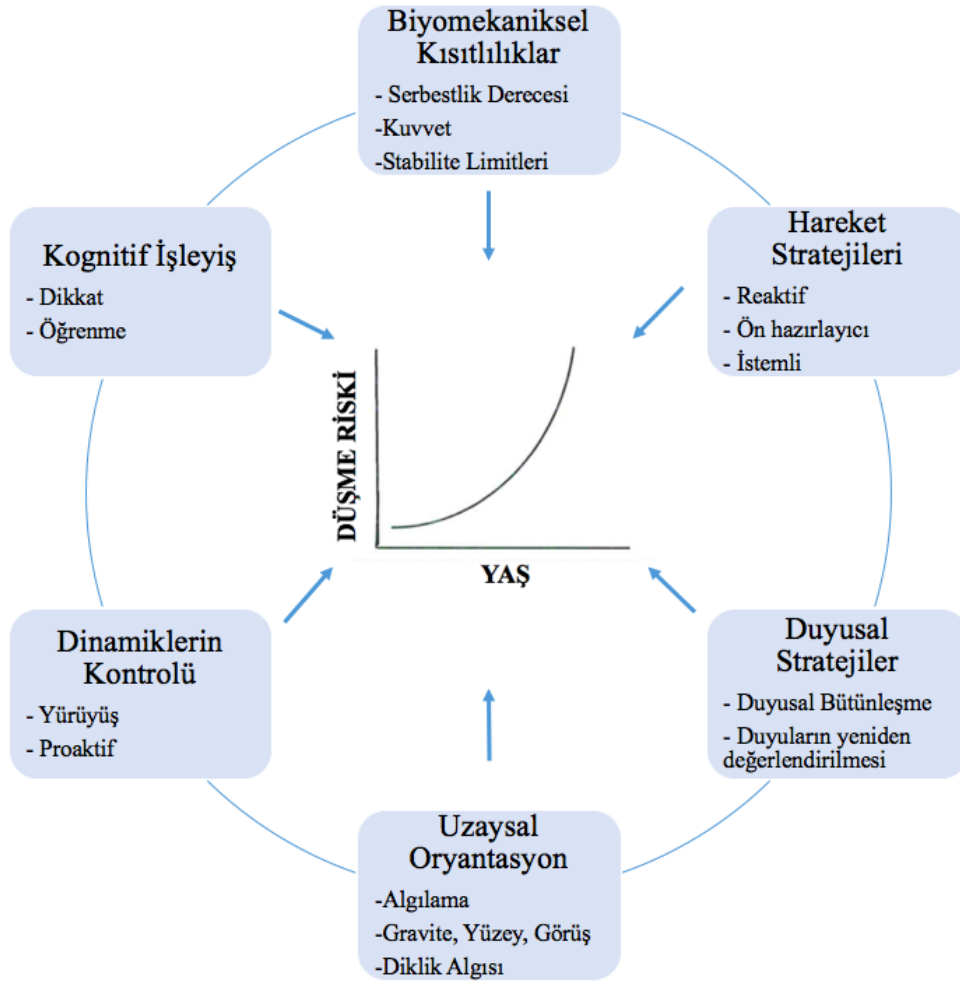 Biyomekaniksel
Kısıtlılıklar
- Serbestlik Derecesi
-Kuvvet
-Stabilite Limitleri
Hareket
Stratejileri
- Reaktif
- Ön hazırlayıcı
- İstemli
Duyusal
Stratejiler
- Duyusal Bütünleşme
- Duyuların yeniden
değerlendirilmesi
Uzaysal
Oryantasyon
-Algılama
-Gravite, Yüzey, Görüş
-Diklik Algısı
Dinamiklerin
Kontrolü
- Yürüyüş
- Proaktif
Kognitif İşleyiş
- Dikkat
- Öğrenme
DÜŞME RİSKİ
YAŞ